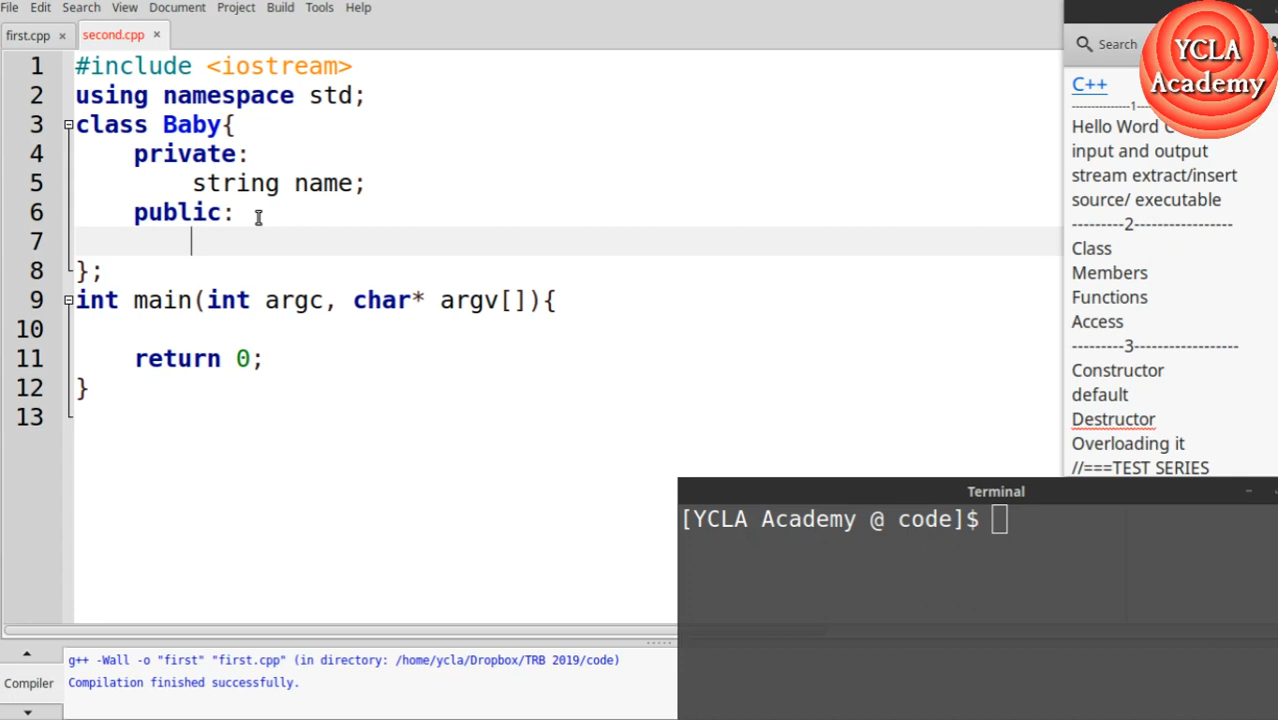 File Edit Search View Document Project Build Tools Help
first.cpp × second.cpp ×
1 #include <iostream>
2 using namespace std;
3 class Baby{
4 private:
5 string name;
6 public:
7
8 };
9 int main(int argc, char* argv[]){
10
11 return 0;
12 }
13
Search
YCLA
Academy
C++
---------------1---
Hello Word C
input and output
stream extract/insert
source/ executable
---------2-----------------
Class
Members
Functions
Access
---------3------------------
Constructor
default
Destructor
Overloading it
//===TEST SERIES
Terminal
[YCLA Academy @ code]$
Compiler
g++ -Wall -o "first" "first.cpp" (in directory: /home/ycla/Dropbox/TRB 2019/code)
Compilation finished successfully.